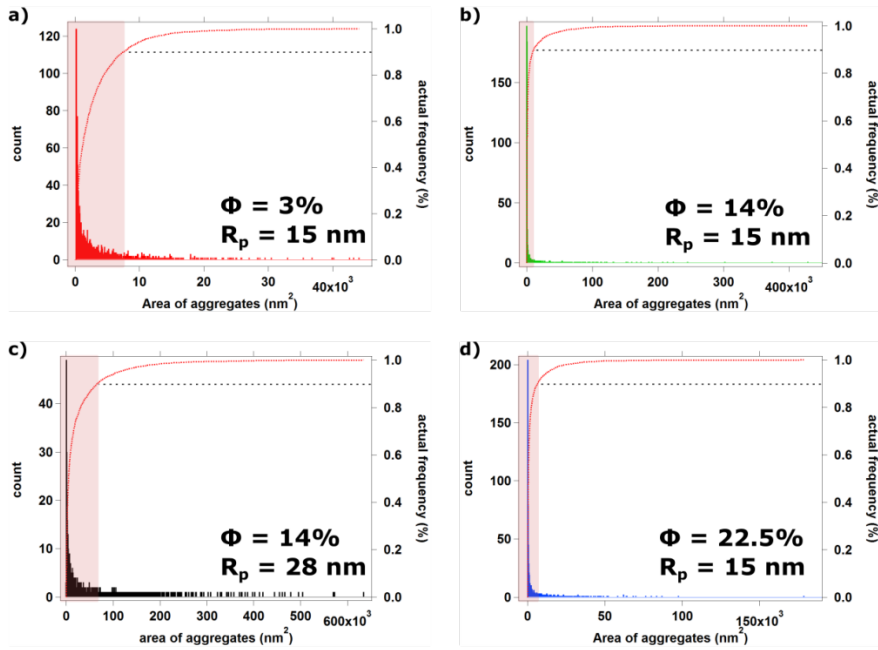 a)
120
100
80
60
40
20
0
count
1.0
0.8
0.6
0.4
0.2
0.0
actual frequency (%)
Φ = 3%
Rp = 15 nm
0 10 20 30 40x10³
Area of aggregates (nm²)
b)
150
100
50
0
count
1.0
0.8
0.6
0.4
0.2
0.0
actual frequency (%)
Φ = 14%
Rp = 15 nm
0 100 200 300 400x10³
Area of aggregates (nm²)
c)
40
30
20
10
0
count
1.0
0.8
0.6
0.4
0.2
0.0
actual frequency (%)
Φ = 14%
Rp = 28 nm
0 100 200 300 400 500 600x10³
area of aggregates (nm²)
d)
200
150
100
50
0
count
1.0
0.8
0.6
0.4
0.2
0.0
actual frequency (%)
Φ = 22.5%
Rp = 15 nm
0 50 100 150x10³
Area of aggregates (nm²)